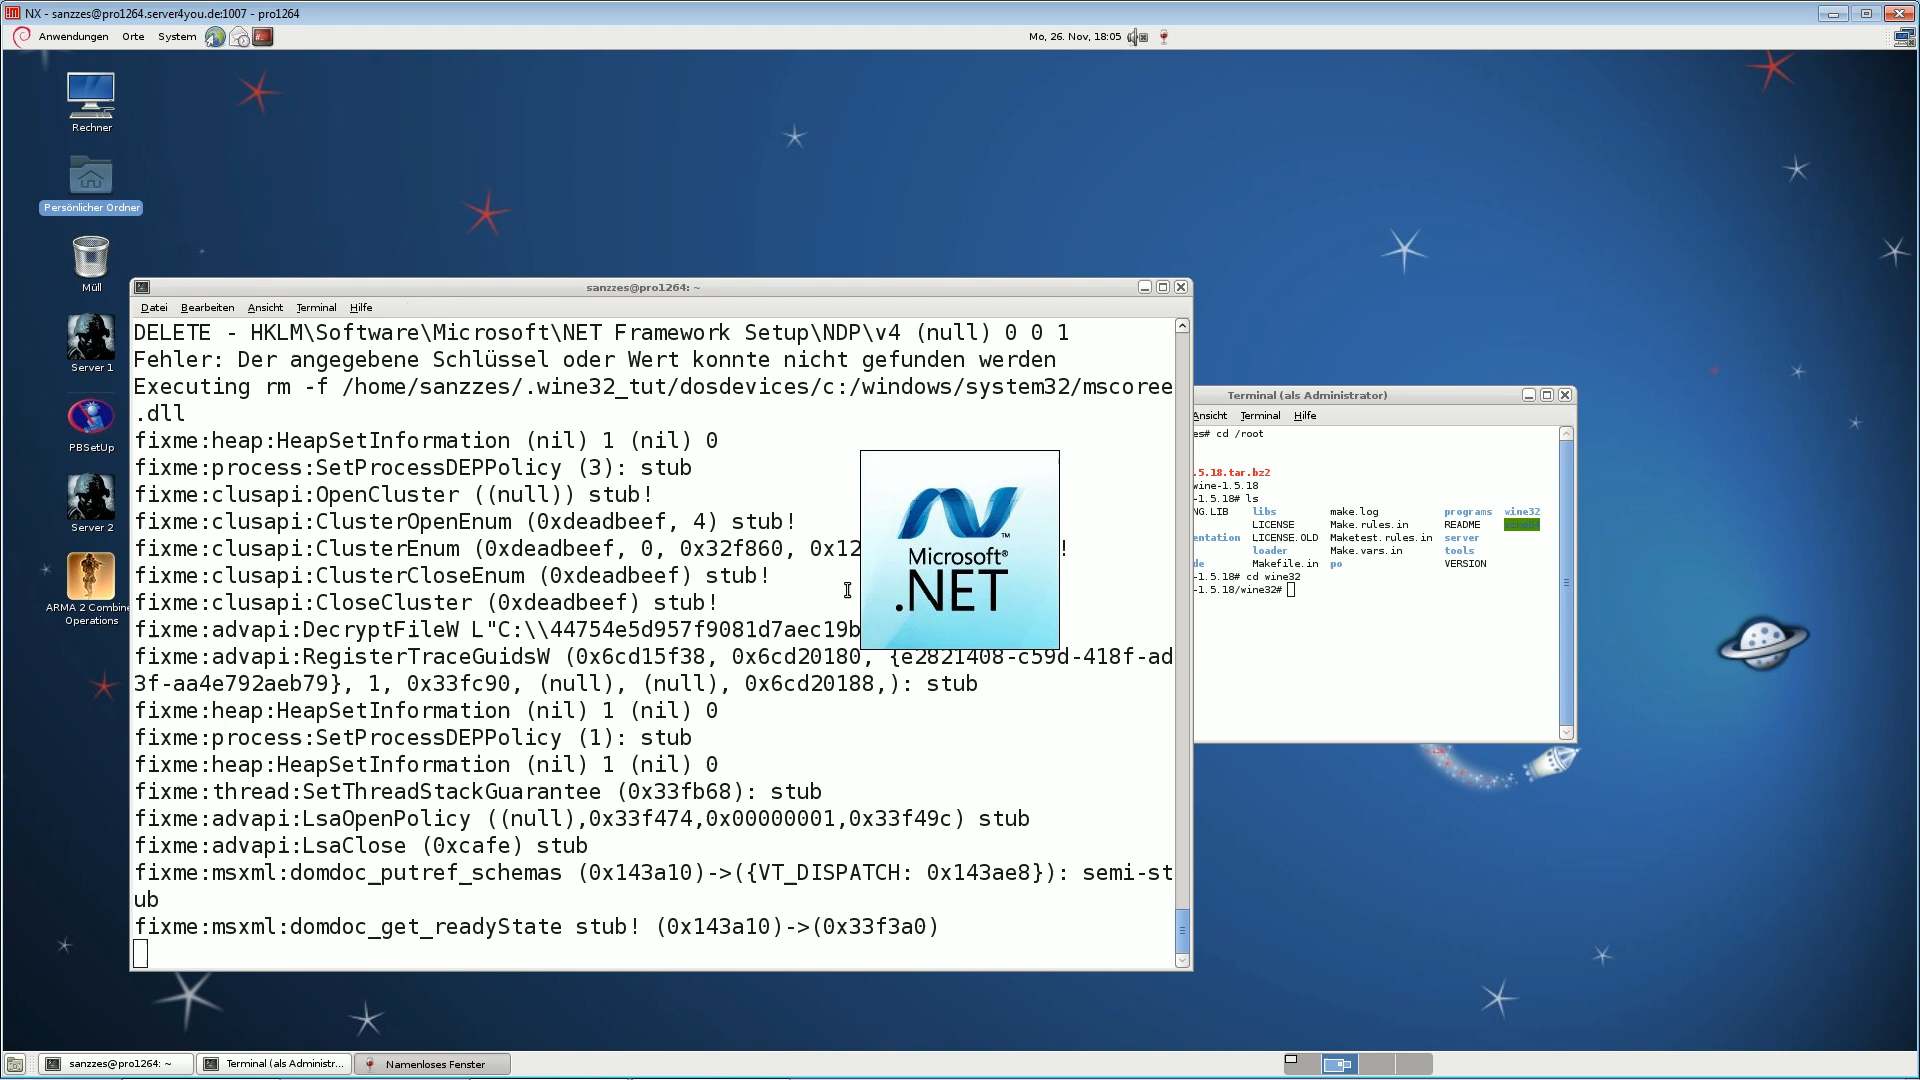 NX - sanzzes@pro1264.server4you.de:1007 - pro1264
Anwendungen Orte System
Mo, 26. Nov, 18:05
Rechner
Persönlicher Ordner
Müll
Server 1
PBSetUp
Server 2
ARMA 2 Combine
Operations
sanzzes@pro1264: ~
Datei Bearbeiten Ansicht Terminal Hilfe
DELETE - HKLM\Software\Microsoft\NET Framework Setup\NDP\v4 (null) 0 0 1
Fehler: Der angegebene Schlüssel oder Wert konnte nicht gefunden werden
Executing rm -f /home/sanzzes/.wine32_tut/dosdevices/c:/windows/system32/mscoree
.dll
fixme:heap:HeapSetInformation (nil) 1 (nil) 0
fixme:process:SetProcessDEPPolicy (3): stub
fixme:clusapi:OpenCluster ((null)) stub!
fixme:clusapi:ClusterOpenEnum (0xdeadbeef, 4) stub!
fixme:clusapi:ClusterEnum (0xdeadbeef, 0, 0x32f860, 0x12 !
fixme:clusapi:ClusterCloseEnum (0xdeadbeef) stub!
fixme:clusapi:CloseCluster (0xdeadbeef) stub!
fixme:advapi:DecryptFileW L"C:\\44754e5d957f9081d7aec19b
fixme:advapi:RegisterTraceGuidsW (0x6cd15f38, 0x6cd20180, {e2821408-c59d-418f-ad
3f-aa4e792aeb79}, 1, 0x33fc90, (null), (null), 0x6cd20188,): stub
fixme:heap:HeapSetInformation (nil) 1 (nil) 0
fixme:process:SetProcessDEPPolicy (1): stub
fixme:heap:HeapSetInformation (nil) 1 (nil) 0
fixme:thread:SetThreadStackGuarantee (0x33fb68): stub
fixme:advapi:LsaOpenPolicy ((null),0x33f474,0x00000001,0x33f49c) stub
fixme:advapi:LsaClose (0xcafe) stub
fixme:msxml:domdoc_putref_schemas (0x143a10)->({VT_DISPATCH: 0x143ae8}): semi-st
ub
fixme:msxml:domdoc_get_readyState stub! (0x143a10)->(0x33f3a0)
Microsoft®
.NET™
Terminal (als Administrator)
Ansicht Terminal Hilfe
es# cd /root
.5.18.tar.bz2
wine-1.5.18
-1.5.18# ls
NG.LIB libs make.log programs wine32
LICENSE Make.rules.in README wine64
entation LICENSE.OLD Maketest.rules.in server
loader Make.vars.in tools
de Makefile.in po VERSION
-1.5.18# cd wine32
-1.5.18/wine32#
sanzzes@pro1264: ~
Terminal (als Administr...
Namenloses Fenster